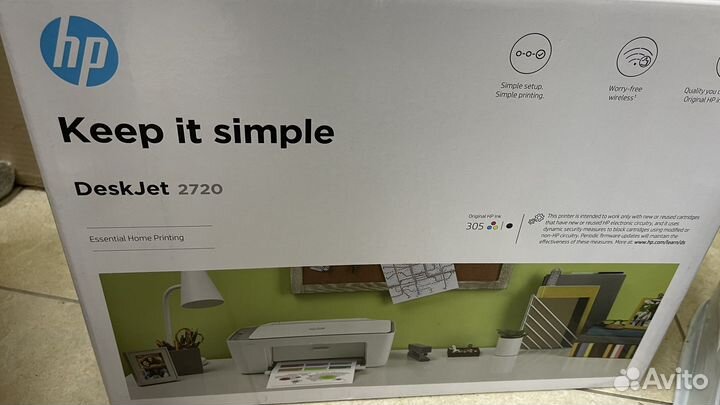 hp
Keep it simple
DeskJet 2720
Essential Home Printing
Simple setup.
Simple printing.
Worry-free
wireless¹
Quality you
Original HP in
Original HP Ink
305
This printer is intended to work only with new or reused cartridges
that have new or reused HP electronic circuitry, and it uses
dynamic security measures to block cartridges using modified or
non-HP circuitry. Periodic firmware updates will maintain the
effectiveness of these measures. More at: www.hp.com/learn/ds
Avito